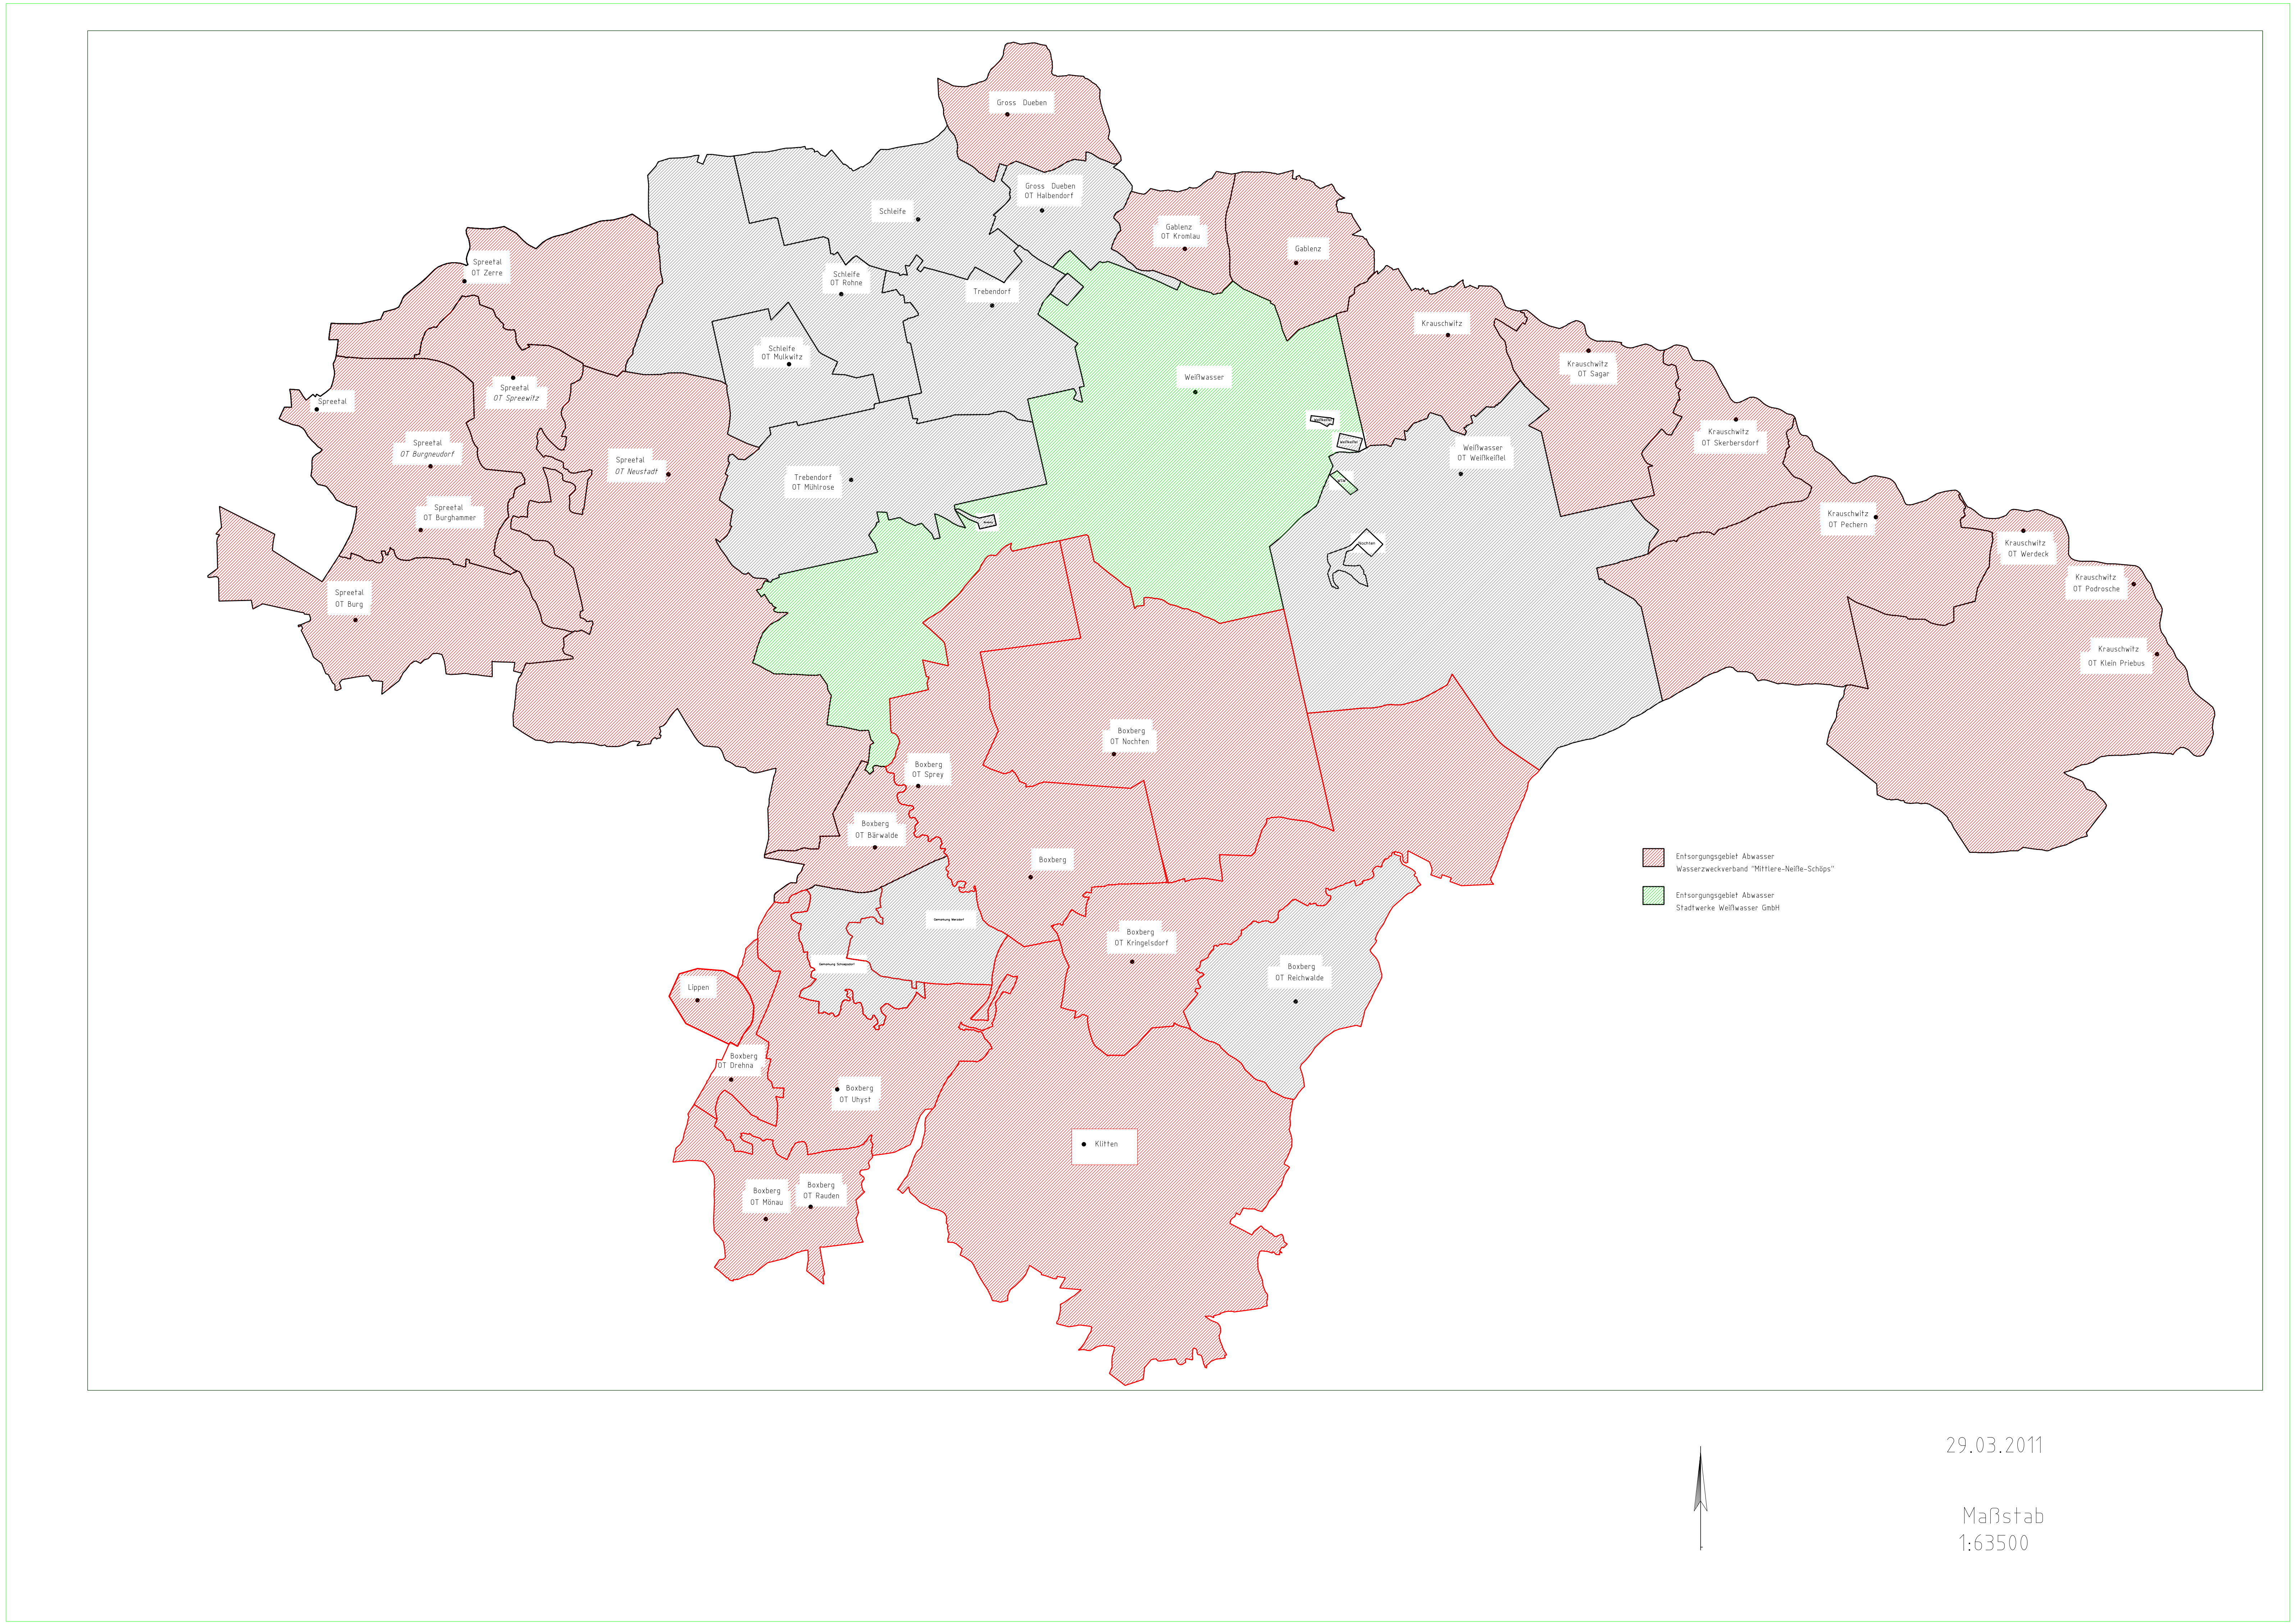 Gross Dueben
Gross Dueben
OT Halbendorf
Schleife
Gablenz
OT Kromlau
Gablenz
Spreetal
OT Zerre
Schleife
OT Rohne
Trebendorf
Krauschwitz
Schleife
OT Mulkwitz
Krauschwitz
OT Sagar
Weißwasser
Spreetal
OT Spreewitz
Spreetal
Krauschwitz
OT Skerbersdorf
Spreetal
OT Burgneudorf
Spreetal
OT Neustadt
Weißwasser
OT Weißkeißel
Trebendorf
OT Mühlrose
Spreetal
OT Burghammer
Krauschwitz
OT Pechern
Nochten
Krauschwitz
OT Werdeck
Krauschwitz
OT Podrosche
Spreetal
OT Burg
Krauschwitz
OT Klein Priebus
Boxberg
OT Nochten
Boxberg
OT Sprey
Boxberg
OT Bärwalde
Boxberg
Entsorgungsgebiet Abwasser
Wasserzweckverband "Mittlere-Neiße-Schöps"
Entsorgungsgebiet Abwasser
Stadtwerke Weißwasser GmbH
Boxberg
OT Kringelsdorf
Boxberg
OT Reichwalde
Lippen
Boxberg
OT Drehna
Boxberg
OT Uhyst
Klitten
Boxberg
OT Mönau
Boxberg
OT Rauden
29.03.2011
Maßstab
1:63500